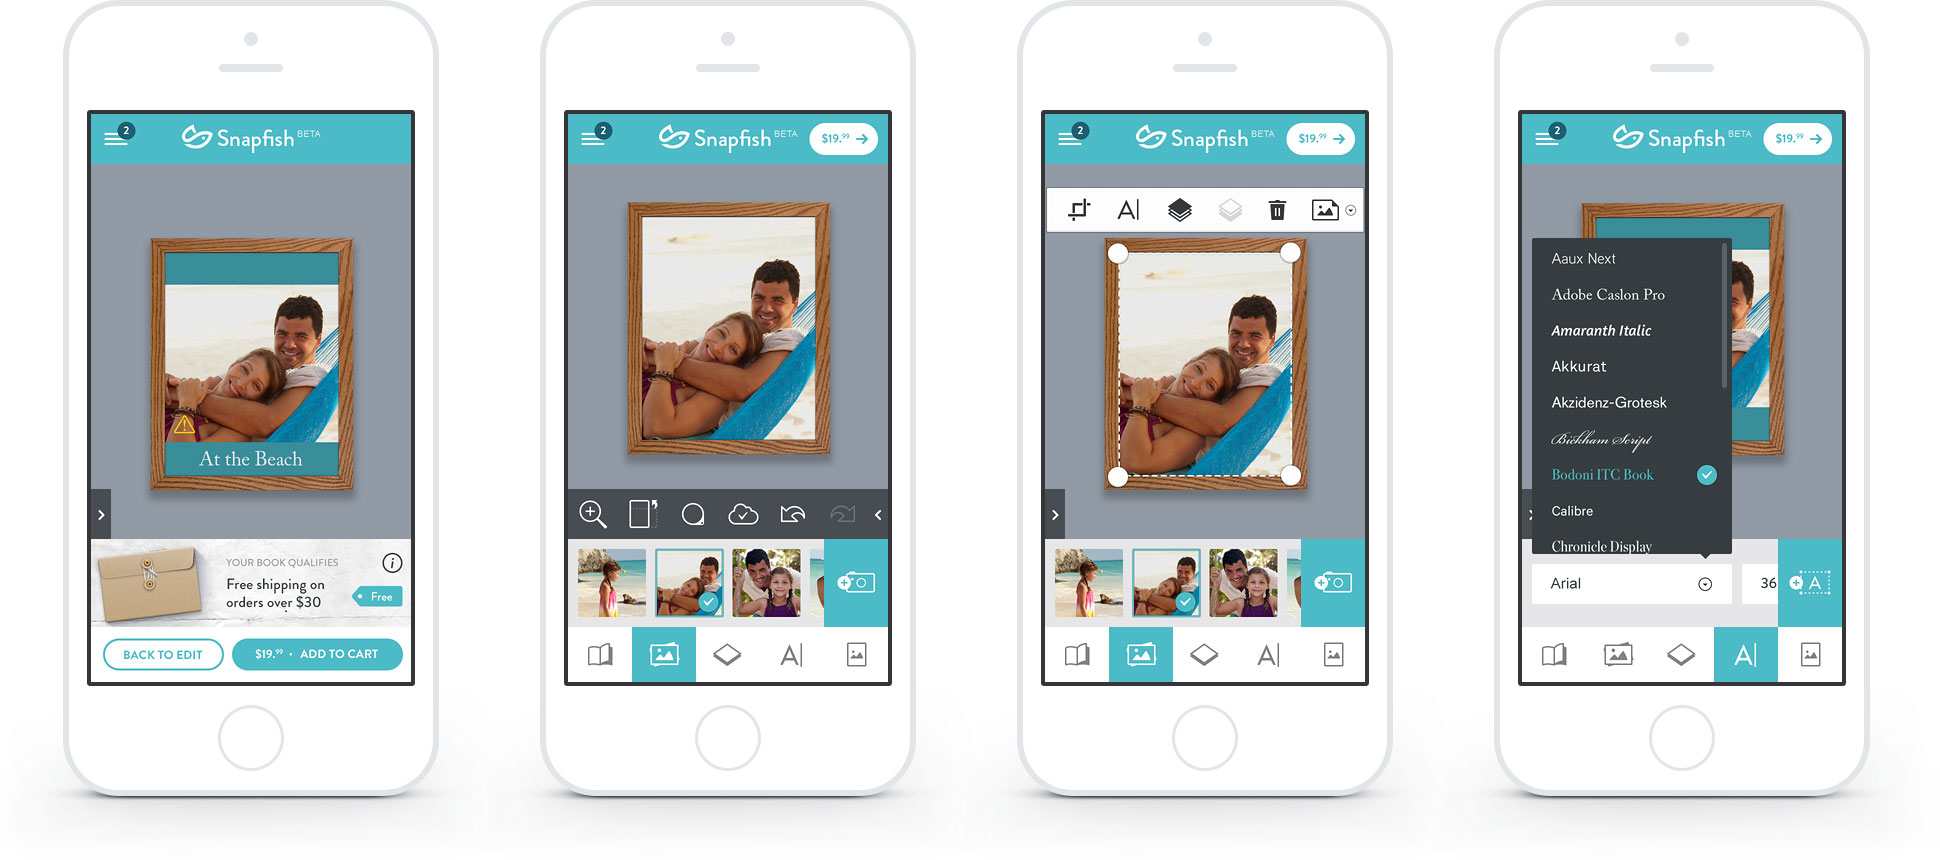 2
Snapfish BETA
At the Beach
YOUR BOOK QUALIFIES
Free shipping on
orders over $30
Free
i
BACK TO EDIT
$19.99 · ADD TO CART
2
Snapfish BETA
$19.99
2
Snapfish BETA
$19.99
A
A
2
Snapfish BETA
$19.99
Aaux Next
Adobe Caslon Pro
Amaranth Italic
Akkurat
Akzidenz-Grotesk
Bickham Script
Bodoni ITC Book
Calibre
Chronicle Display
Arial
36
A
A